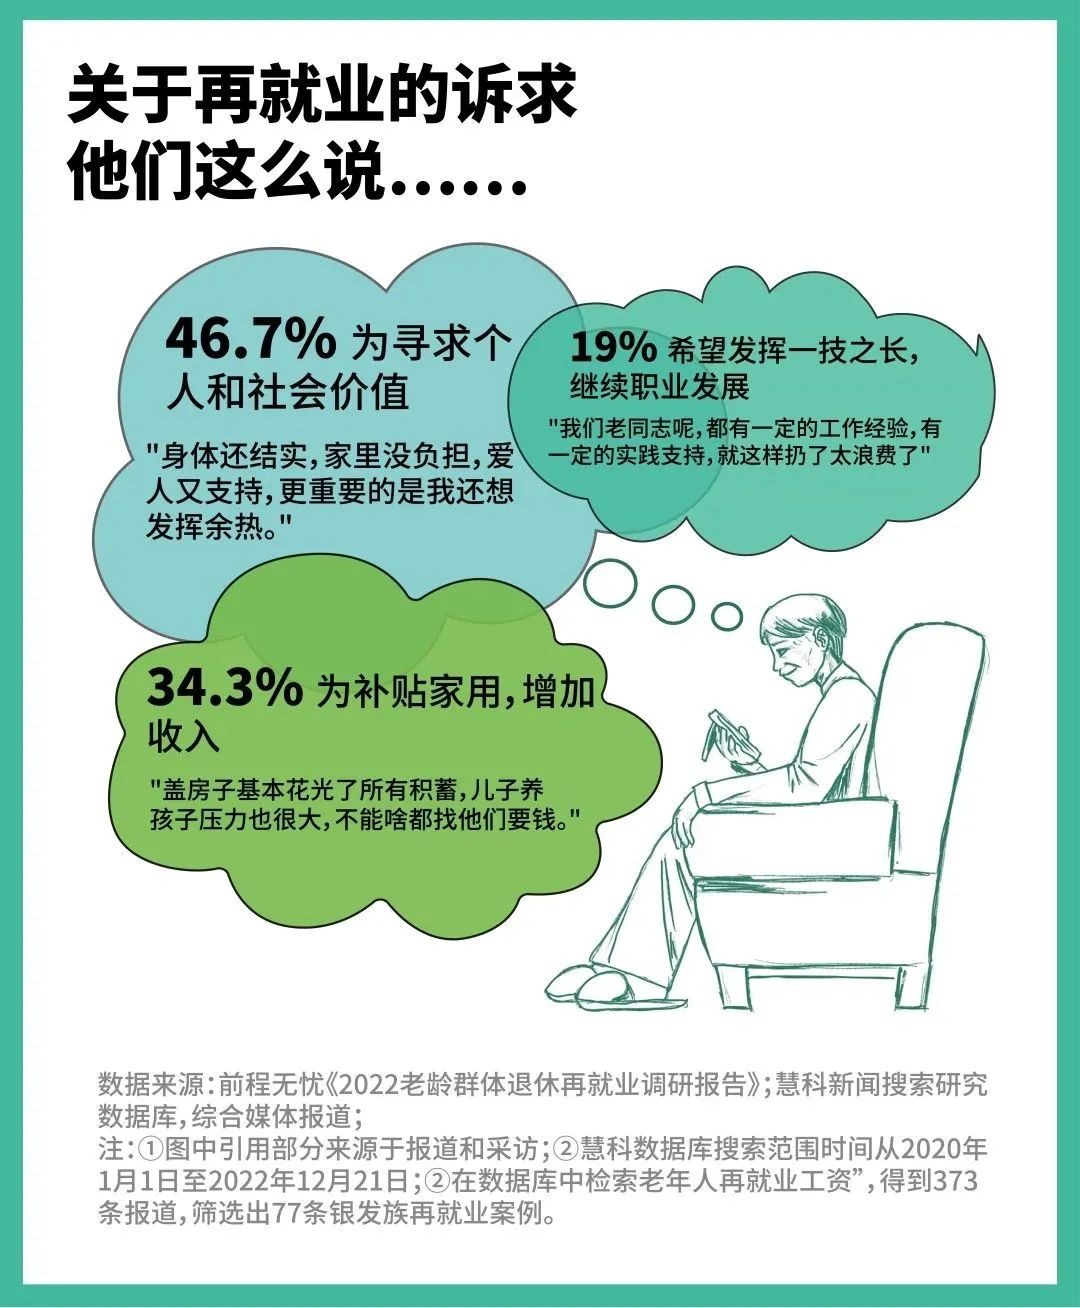 关于再就业的诉求
他们这么说……
46.7% 为寻求个
人和社会价值
"身体还结实，家里没负担，爱
人又支持，更重要的是我还想
发挥余热。"
19% 希望发挥一技之长，
继续职业发展
"我们老同志呢，都有一定的工作经验，有
一定的实践支持，就这样扔了太浪费了"
34.3% 为补贴家用，增加
收入
"盖房子基本花光了所有积蓄，儿子养
孩子压力也很大，不能啥都找他们要钱。"
数据来源：前程无忧《2022老龄群体退休再就业调研报告》；慧科新闻搜索研究
数据库，综合媒体报道；
注：①图中引用部分来源于报道和采访；②慧科数据库搜索范围时间从2020年
1月1日至2022年12月21日；②在数据库中检索老年人再就业工资”，得到373
条报道，筛选出77条银发族再就业案例。